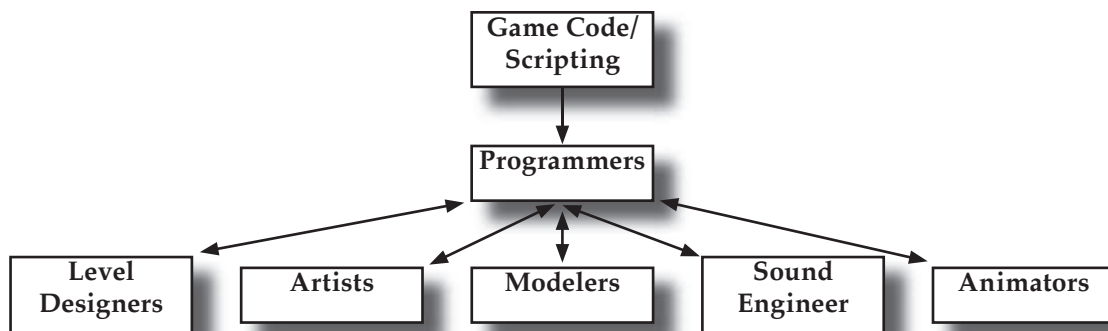 Game Code/
Scripting
Programmers
Level
Designers
Artists
Modelers
Sound
Engineer
Animators